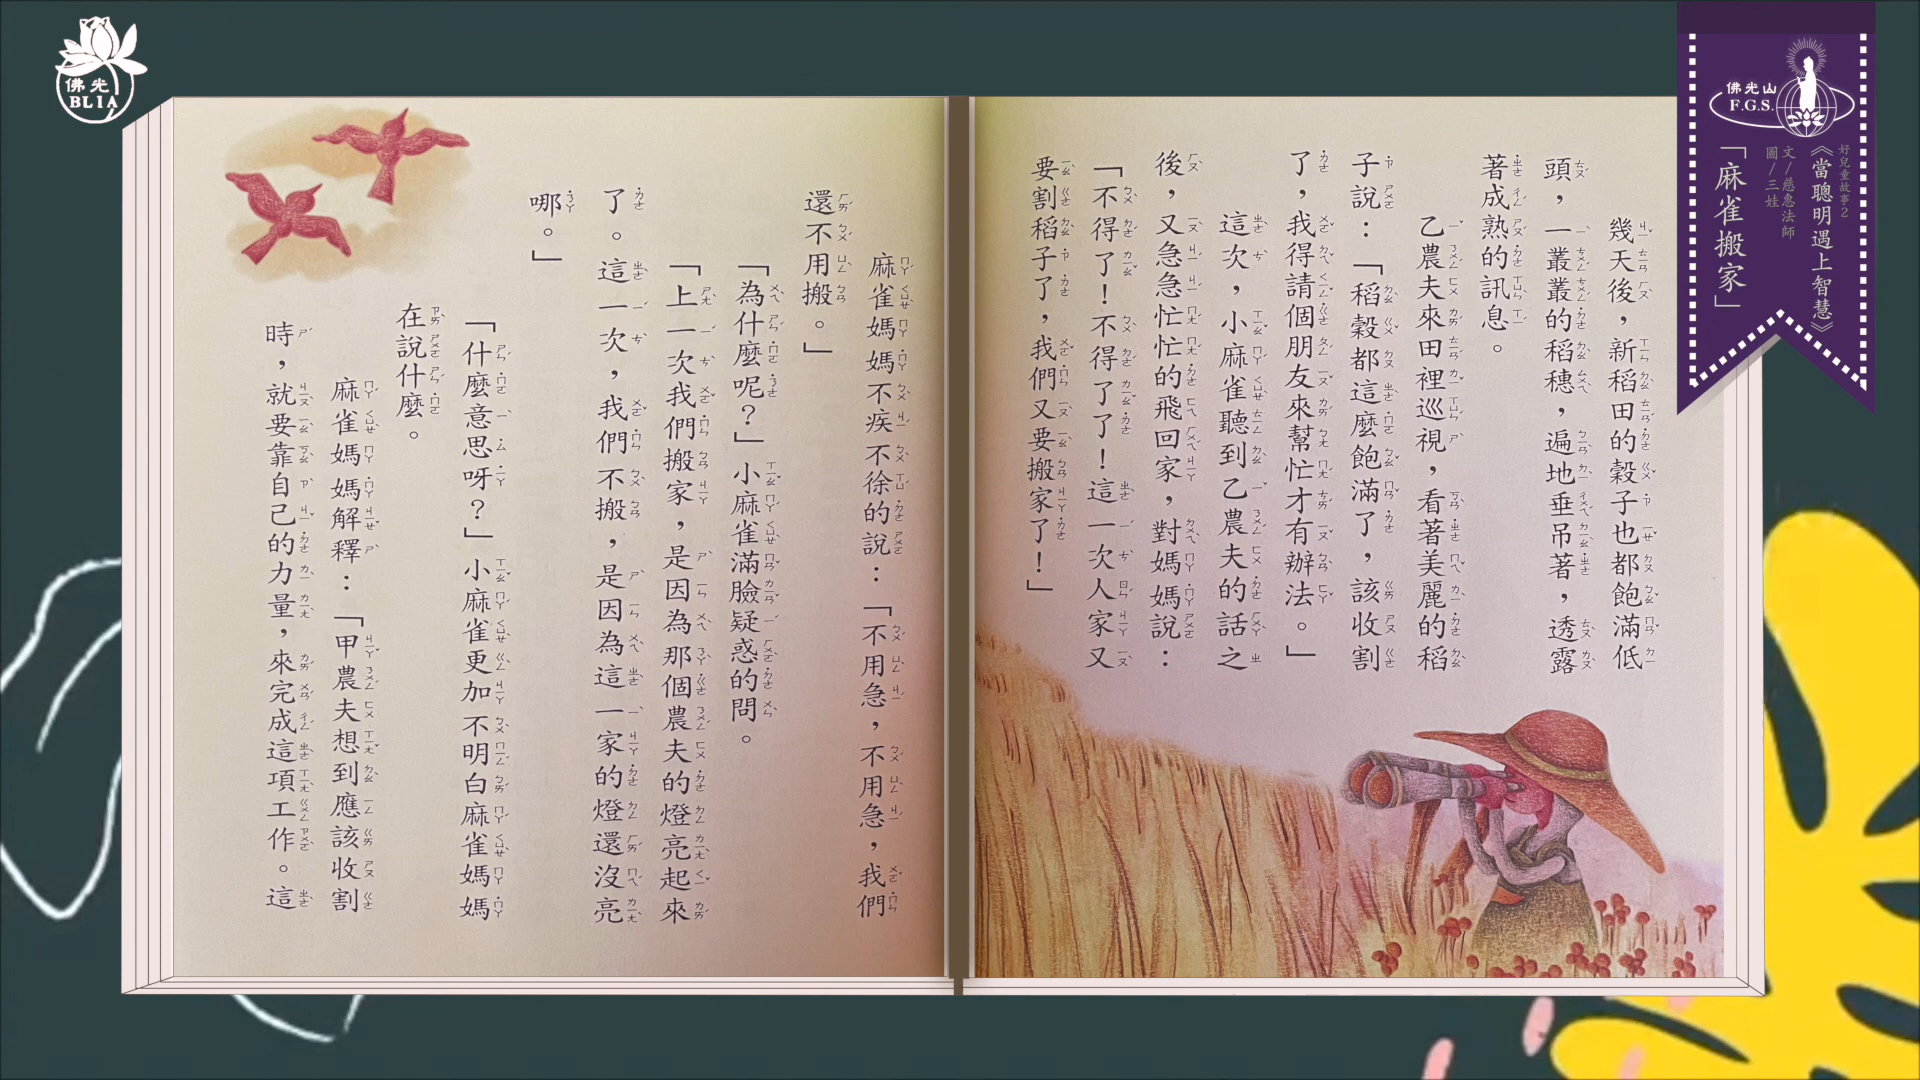 佛光
BLIA
佛光山
F.G.S.
好兒童故事2
《當聰明遇上智慧》
文/慈惠法師
圖/三娃
「麻雀搬家」
幾天後，新稻田的穀子也都飽滿低
頭，一叢叢的稻穗，遍地垂吊著，透露
著成熟的訊息。
乙農夫來田裡巡視，看著美麗的稻
子說：「稻穀都這麼飽滿了，該收割
了，我得請個朋友來幫忙才有辦法。」
這次，小麻雀聽到乙農夫的話之
後，又急急忙忙的飛回家，對媽媽說：
「不得了！不得了了！這一次人家又
要割稻子了，我們又要搬家了！」
麻雀媽媽不疾不徐的說：「不用急，不用急，我們
還不用搬。」
「為什麼呢？」小麻雀滿臉疑惑的問。
「上一次我們搬家，是因為那個農夫的燈亮起來
了。這一次，我們不搬，是因為這一家的燈還沒亮
哪。」
「什麼意思呀？」小麻雀更加不明白麻雀媽媽
在說什麼。
麻雀媽媽解釋：「甲農夫想到應該收割
時，就要靠自己的力量，來完成這項工作。這